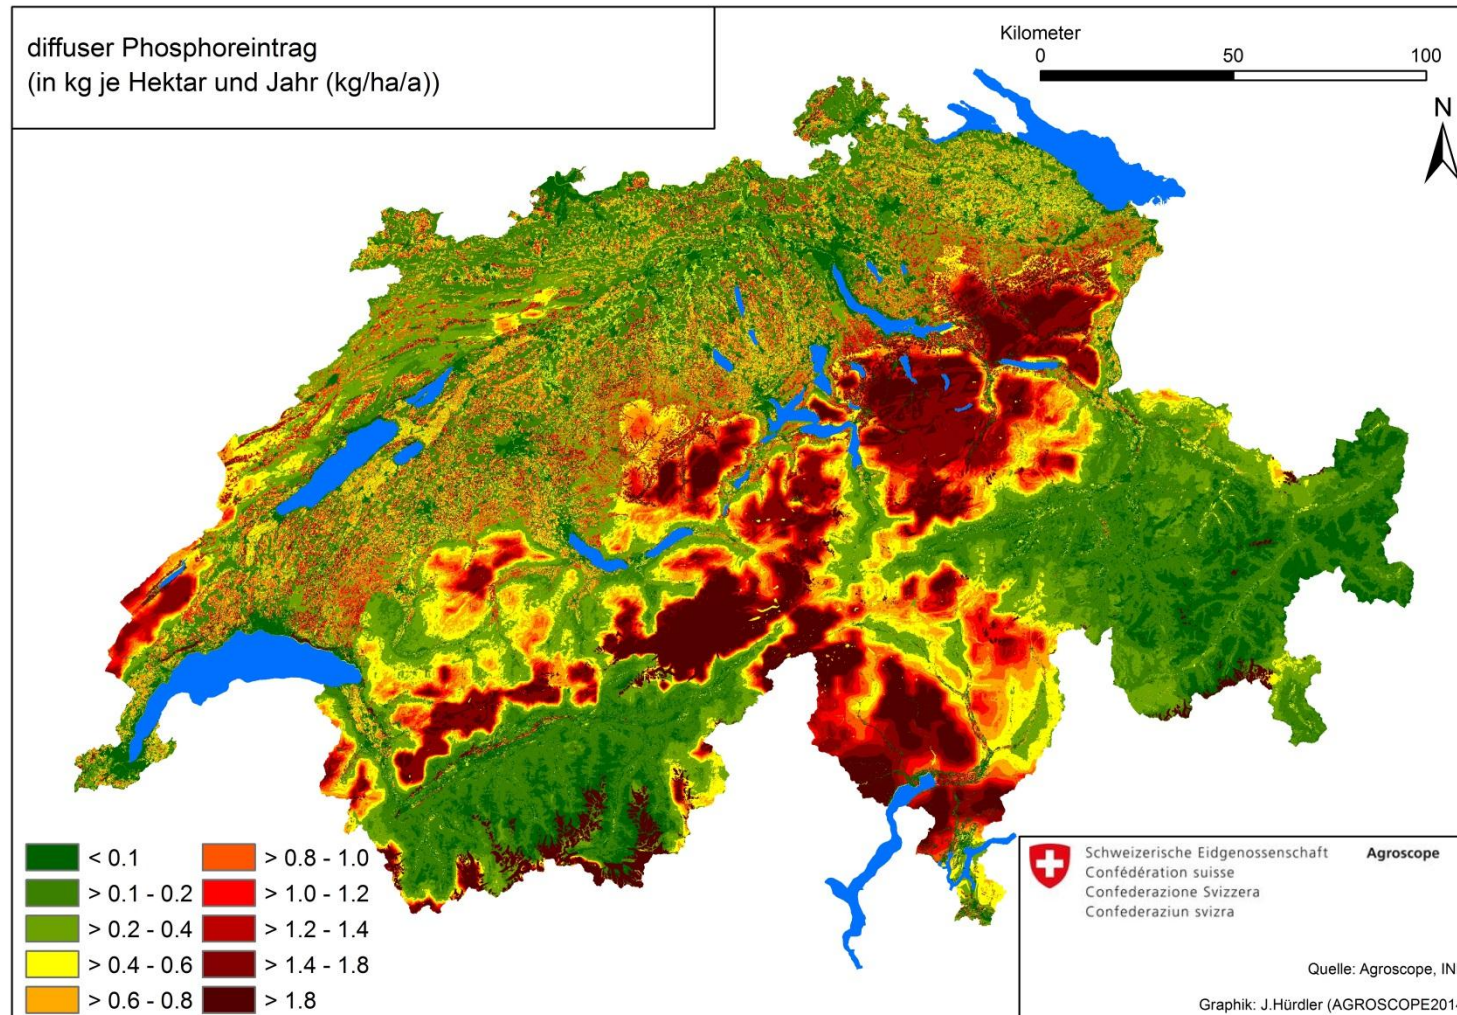 diffuser Phosphoreintrag
(in kg je Hektar und Jahr (kg/ha/a))
Kilometer
0 50 100
N
< 0.1
> 0.1 - 0.2
> 0.2 - 0.4
> 0.4 - 0.6
> 0.6 - 0.8
> 0.8 - 1.0
> 1.0 - 1.2
> 1.2 - 1.4
> 1.4 - 1.8
> 1.8
Schweizerische Eidgenossenschaft
Confédération suisse
Confederazione Svizzera
Confederaziun svizra
Agroscope
Quelle: Agroscope, IN
Graphik: J.Hürdler (AGROSCOPE2014